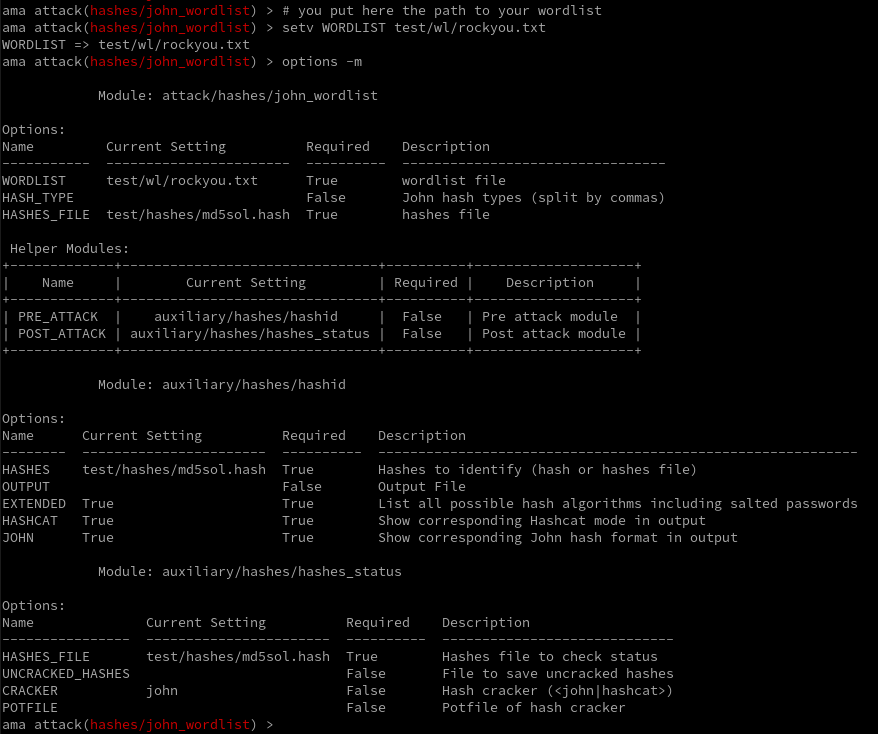 ama attack(hashes/john_wordlist) > # you put here the path to your wordlist
ama attack(hashes/john_wordlist) > setv WORDLIST test/wl/rockyou.txt
WORDLIST => test/wl/rockyou.txt
ama attack(hashes/john_wordlist) > options -m

            Module: attack/hashes/john_wordlist

Options:
Name         Current Setting          Required    Description
-----------  -----------------------  ----------  ---------------------------------
WORDLIST     test/wl/rockyou.txt      True        wordlist file
HASH_TYPE                             False       John hash types (split by commas)
HASHES_FILE  test/hashes/md5sol.hash  True        hashes file

 Helper Modules:
+-------------+--------------------------------+----------+--------------------+
|    Name     |        Current Setting         | Required |    Description     |
+-------------+--------------------------------+----------+--------------------+
| PRE_ATTACK  |    auxiliary/hashes/hashid     |  False   | Pre attack module  |
| POST_ATTACK | auxiliary/hashes/hashes_status |  False   | Post attack module |
+-------------+--------------------------------+----------+--------------------+

            Module: auxiliary/hashes/hashid

Options:
Name      Current Setting          Required    Description
--------  -----------------------  ----------  ------------------------------------------------------------
HASHES    test/hashes/md5sol.hash  True        Hashes to identify (hash or hashes file)
OUTPUT                             False       Output File
EXTENDED  True                     True        List all possible hash algorithms including salted passwords
HASHCAT   True                     True        Show corresponding Hashcat mode in output
JOHN      True                     True        Show corresponding John hash format in output

            Module: auxiliary/hashes/hashes_status

Options:
Name              Current Setting          Required    Description
----------------  -----------------------  ----------  -----------------------------
HASHES_FILE       test/hashes/md5sol.hash  True        Hashes file to check status
UNCRACKED_HASHES                           False       File to save uncracked hashes
CRACKER           john                     False       Hash cracker (<john|hashcat>)
POTFILE                                    False       Potfile of hash cracker
ama attack(hashes/john_wordlist) >